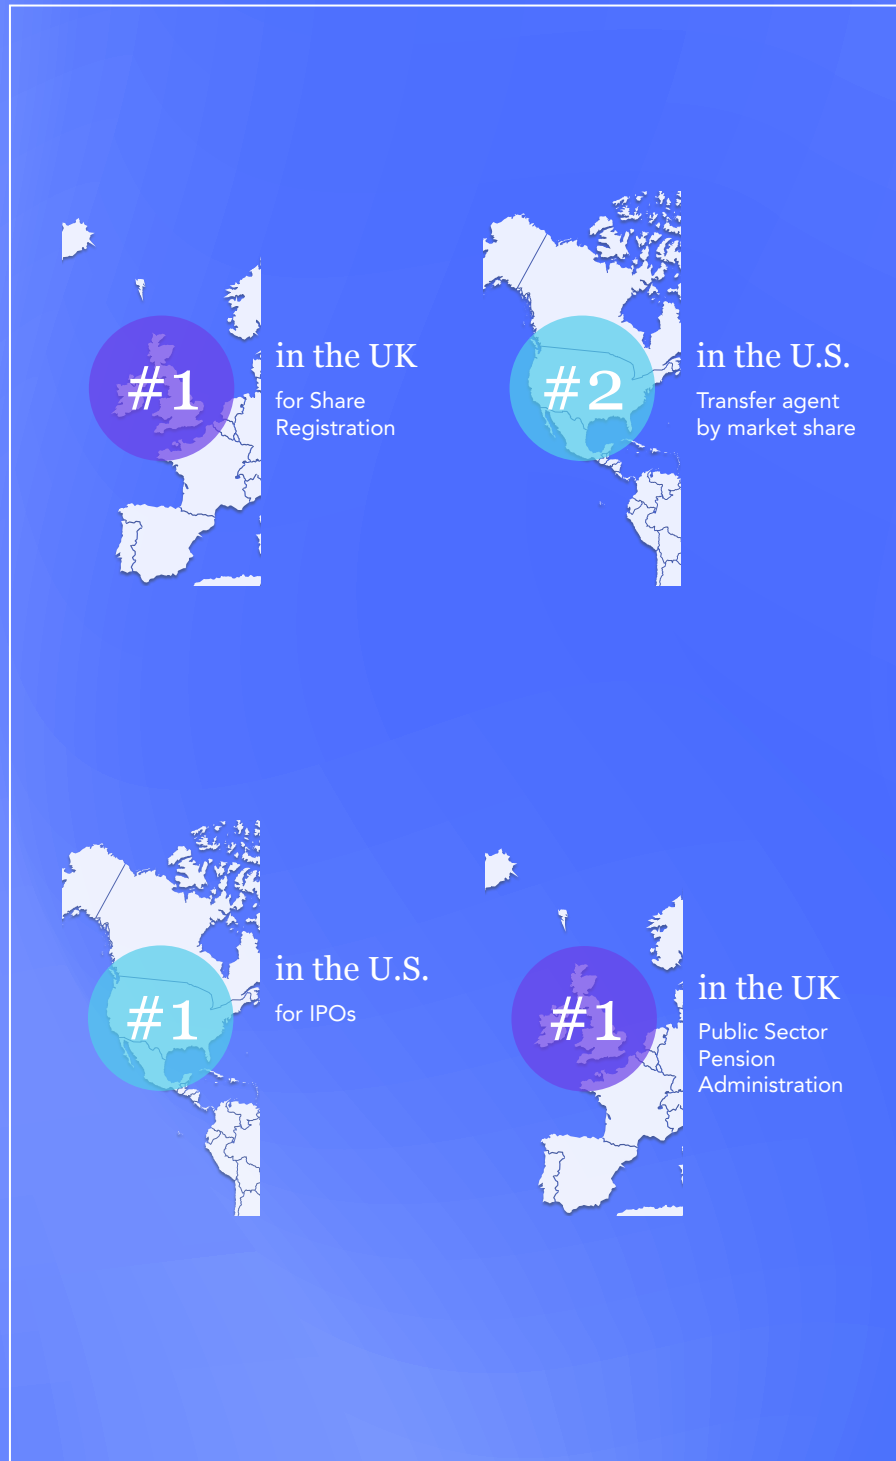 #1
in the UK
for Share
Registration
#2
in the U.S.
Transfer agent
by market share
#1
in the U.S.
for IPOs
#1
in the UK
Public Sector
Pension
Administration